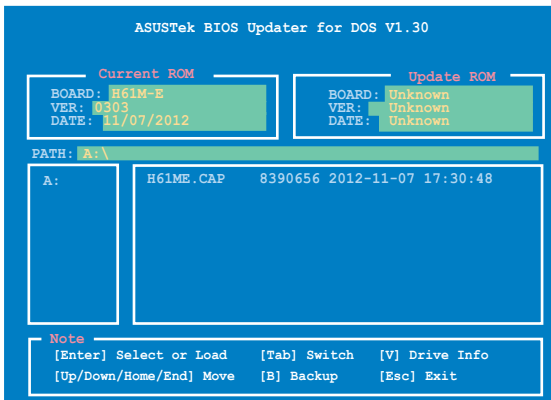 ASUSTek BIOS Updater for DOS V1.30
Current ROM
BOARD: H61M-E
VER: 0303
DATE: 11/07/2012
Update ROM
BOARD: Unknown
VER: Unknown
DATE: Unknown
PATH: A:\
A:
H61ME.CAP 8390656 2012-11-07 17:30:48
Note
[Enter] Select or Load [Tab] Switch [V] Drive Info
[Up/Down/Home/End] Move [B] Backup [Esc] Exit